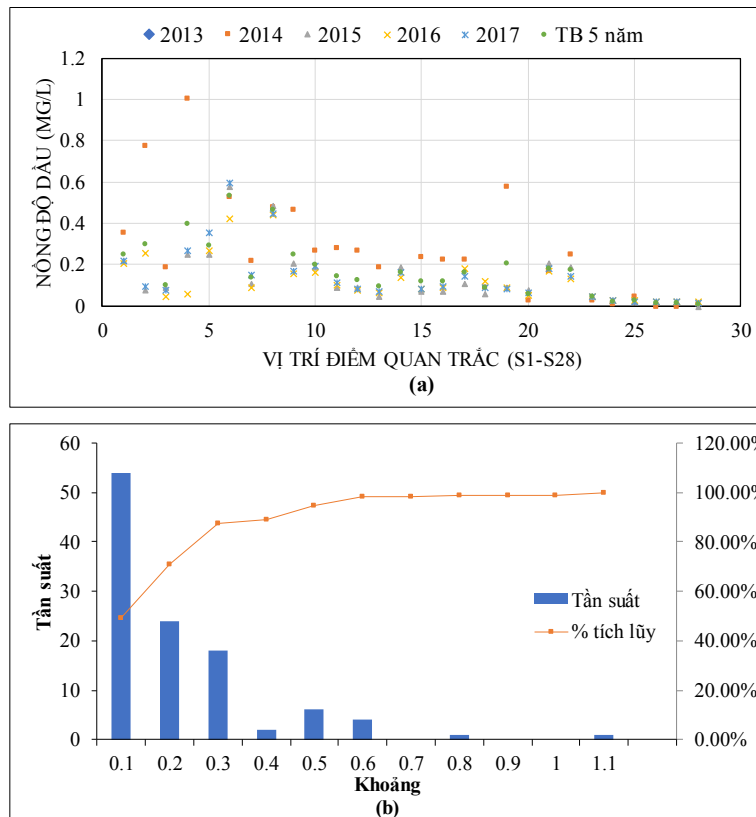 2013 2014 2015 2016 2017 TB 5 năm
1.2
1
0.8
0.6
0.4
0.2
0
NỒNG ĐỘ DẦU (MG/L)
0 5 10 15 20 25 30
VỊ TRÍ ĐIỂM QUAN TRẮC (S1-S28)
(a)
60
50
40
30
20
10
0
Tần suất
120.00%
100.00%
80.00%
60.00%
40.00%
20.00%
0.00%
Tần suất
% tích lũy
0.1 0.2 0.3 0.4 0.5 0.6 0.7 0.8 0.9 1 1.1
Khoảng
(b)